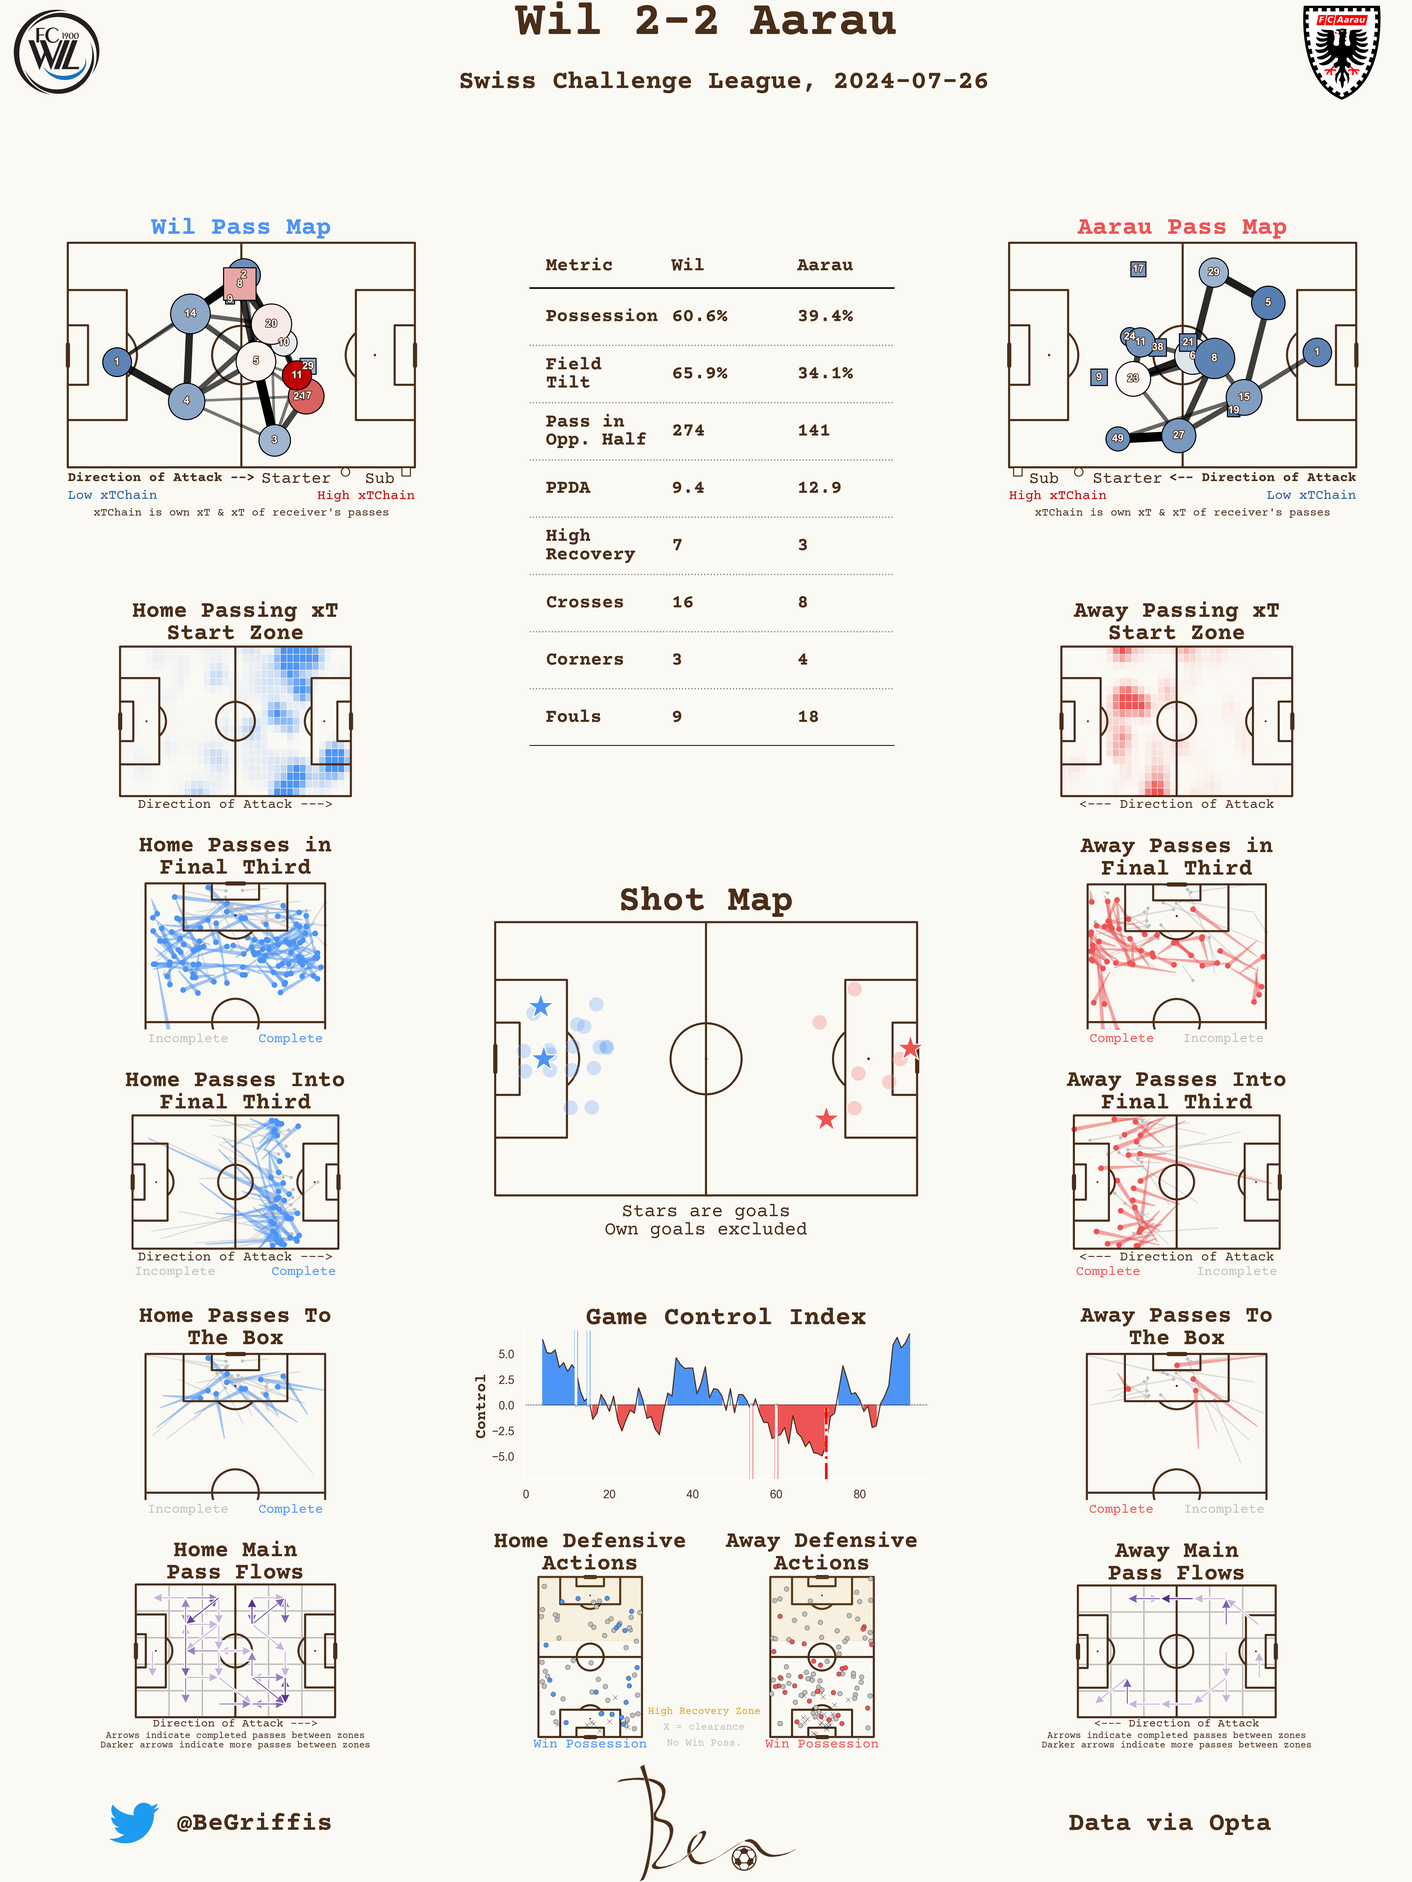 Wil 2-2 Aarau
Swiss Challenge League, 2024-07-26
FC 1900
WIL
FC Aarau
Wil Pass Map
1
14
4
2
8
9
20
10
5
29
11
24
17
3
Direction of Attack --> Starter Sub
Low xTChain High xTChain
xTChain is own xT & xT of receiver's passes
Metric Wil Aarau
Possession 60.6% 39.4%
Field
Tilt 65.9% 34.1%
Pass in
Opp. Half 274 141
PPDA 9.4 12.9
High
Recovery 7 3
Crosses 16 8
Corners 3 4
Fouls 9 18
Aarau Pass Map
17
29
5
24
11
38
21
6
8
1
9
23
15
19
49
27
Sub Starter <-- Direction of Attack
High xTChain Low xTChain
xTChain is own xT & xT of receiver's passes
Home Passing xT
Start Zone
Direction of Attack --->
Away Passing xT
Start Zone
<--- Direction of Attack
Home Passes in
Final Third
Incomplete Complete
Away Passes in
Final Third
Complete Incomplete
Shot Map
Stars are goals
Own goals excluded
Home Passes Into
Final Third
Direction of Attack --->
Incomplete Complete
Away Passes Into
Final Third
<--- Direction of Attack
Complete Incomplete
Home Passes To
The Box
Incomplete Complete
Game Control Index
Control
5.0
2.5
0.0
−2.5
−5.0
0 20 40 60 80
Away Passes To
The Box
Complete Incomplete
Home Main
Pass Flows
Direction of Attack --->
Arrows indicate completed passes between zones
Darker arrows indicate more passes between zones
Home Defensive
Actions
Win Possession
Away Defensive
Actions
Win Possession
High Recovery Zone
X = clearance
No Win Poss.
Away Main
Pass Flows
<--- Direction of Attack
Arrows indicate completed passes between zones
Darker arrows indicate more passes between zones
@BeGriffis
Ben
Data via Opta